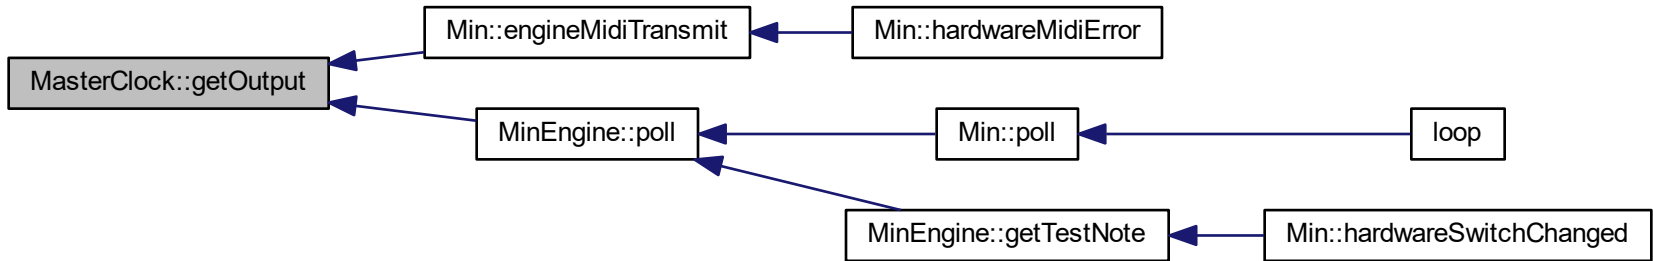 Min::engineMidiTransmit
Min::hardwareMidiError
MasterClock::getOutput
MinEngine::poll
Min::poll
loop
MinEngine::getTestNote
Min::hardwareSwitchChanged